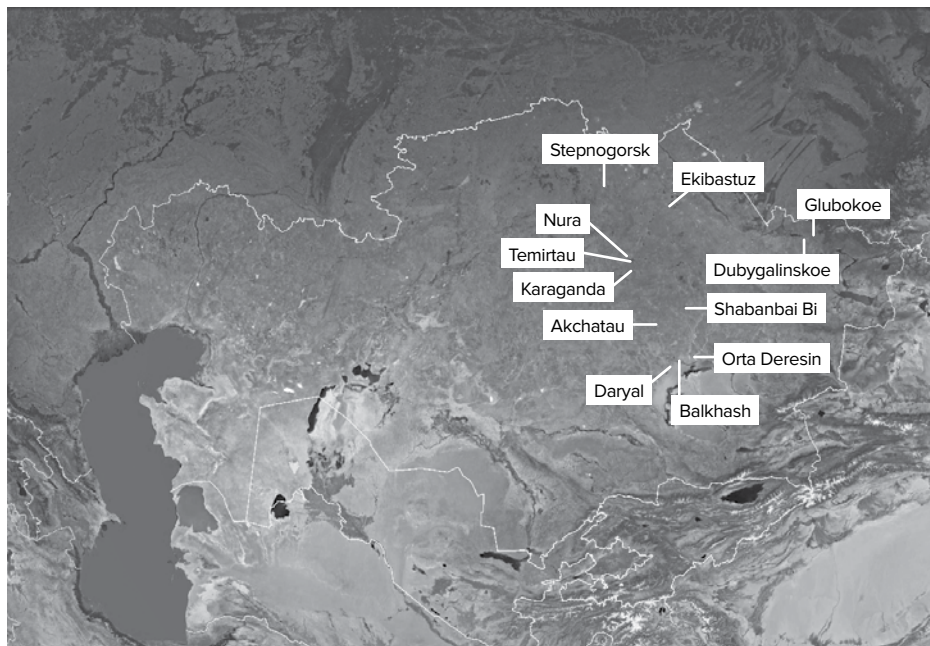 Stepnogorsk
Ekibastuz
Glubokoe
Nura
Temirtau
Dubygalinskoe
Karaganda
Shabanbai Bi
Akchatau
Orta Deresin
Daryal
Balkhash